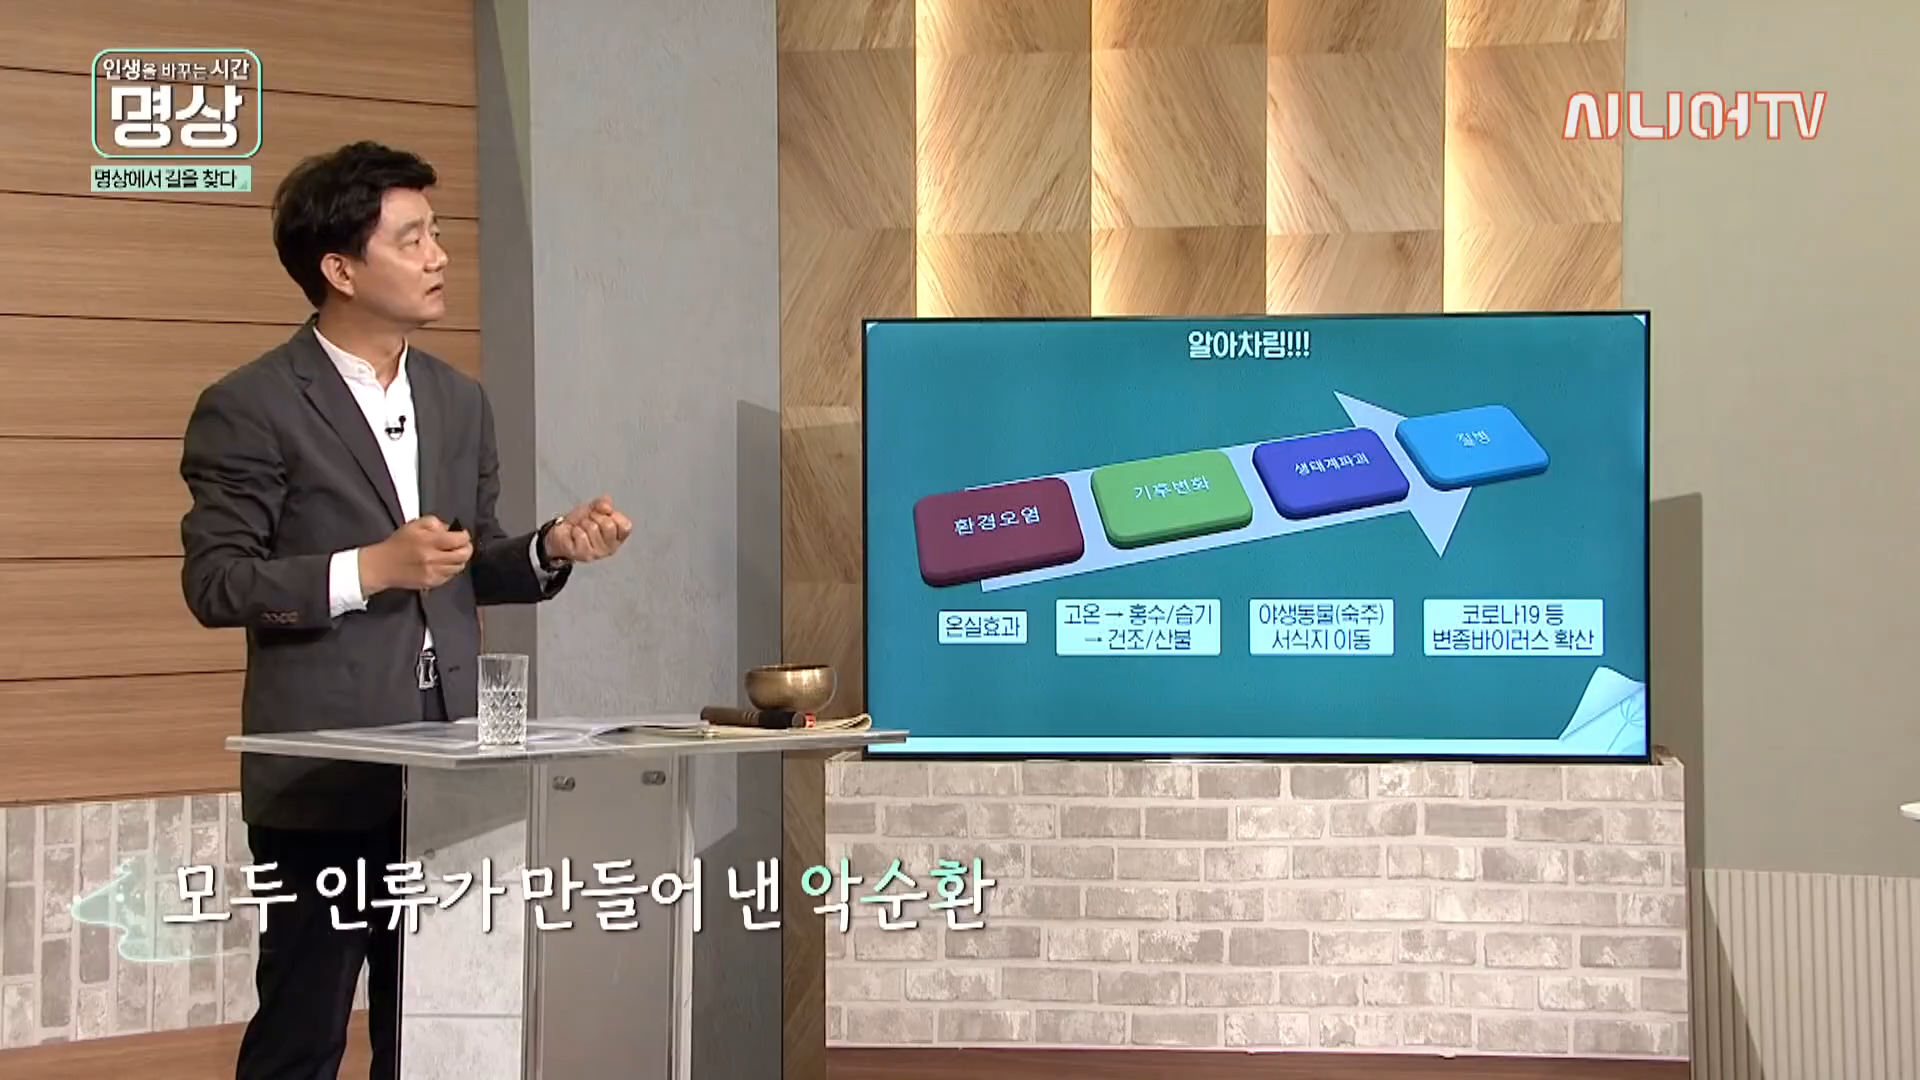 인생을 바꾸는 시간
명상
명상에서 길을 찾다
시니어TV
알아차림!!!
환경오염
기후변화
생태계파괴
질병
온실효과
고온 → 홍수/습기
→ 건조/산불
야생동물(숙주)
서식지 이동
코로나19 등
변종바이러스 확산
모두 인류가 만들어 낸 악순환